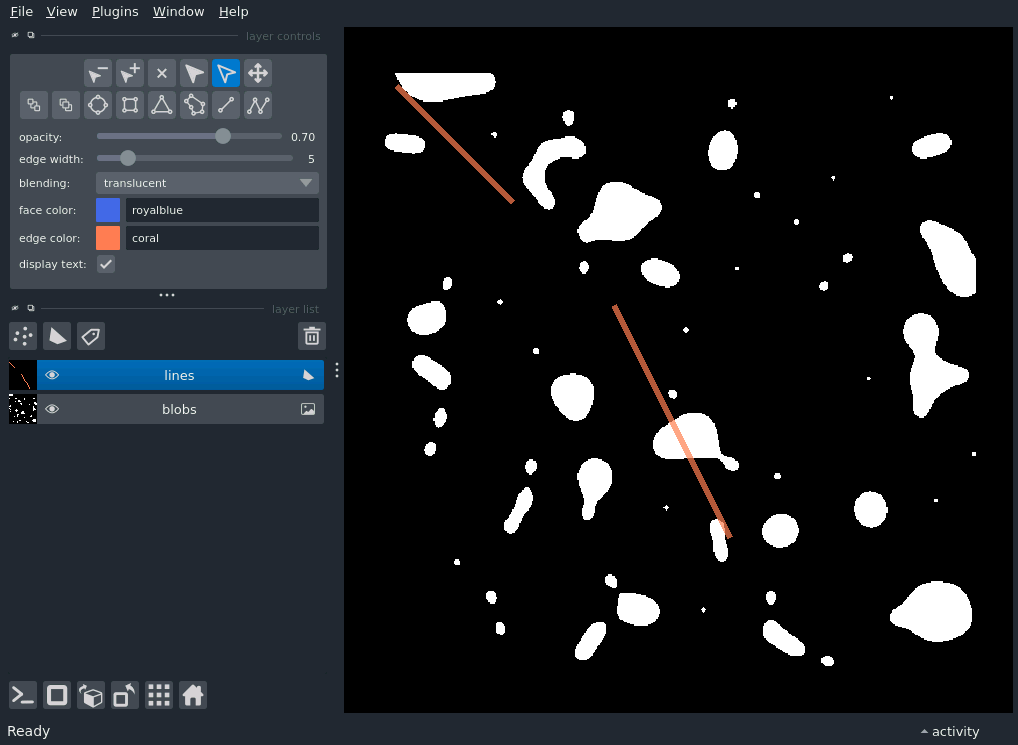 File View Plugins Window Help
layer controls
opacity: 0.70
edge width: 5
blending: translucent
face color: royalblue
edge color: coral
display text:
layer list
lines
blobs
Ready
activity